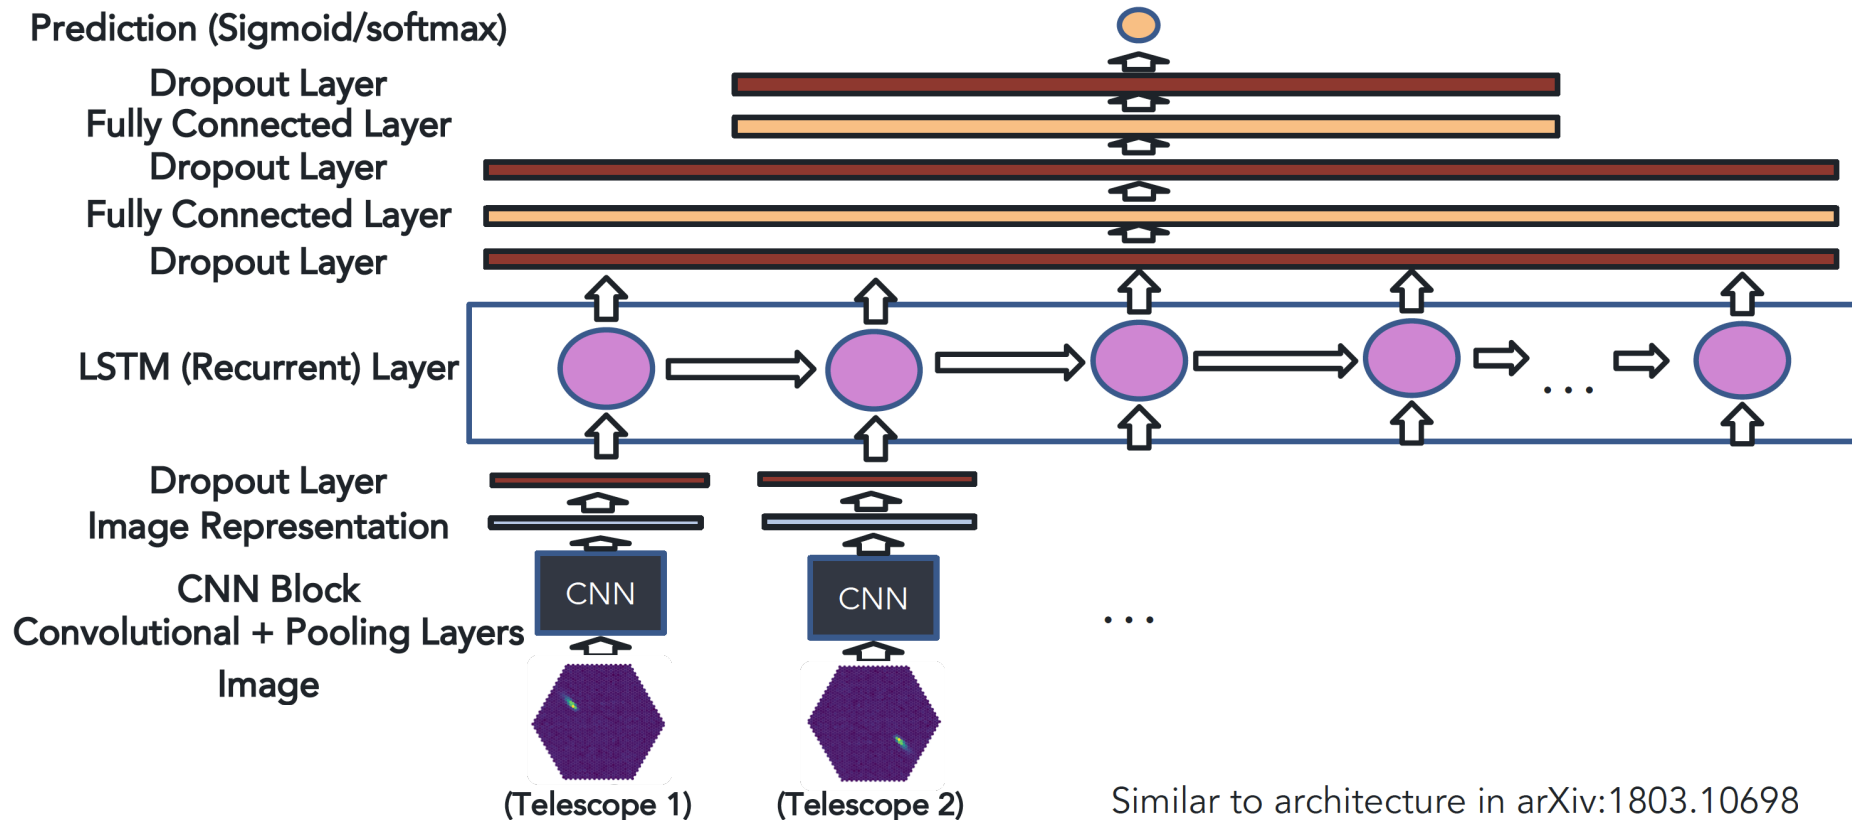 Prediction (Sigmoid/softmax)
Dropout Layer
Fully Connected Layer
Dropout Layer
Fully Connected Layer
Dropout Layer
LSTM (Recurrent) Layer
...
Dropout Layer
Image Representation
CNN Block
CNN
CNN
...
Convolutional + Pooling Layers
Image
(Telescope 1)
(Telescope 2)
Similar to architecture in arXiv:1803.10698